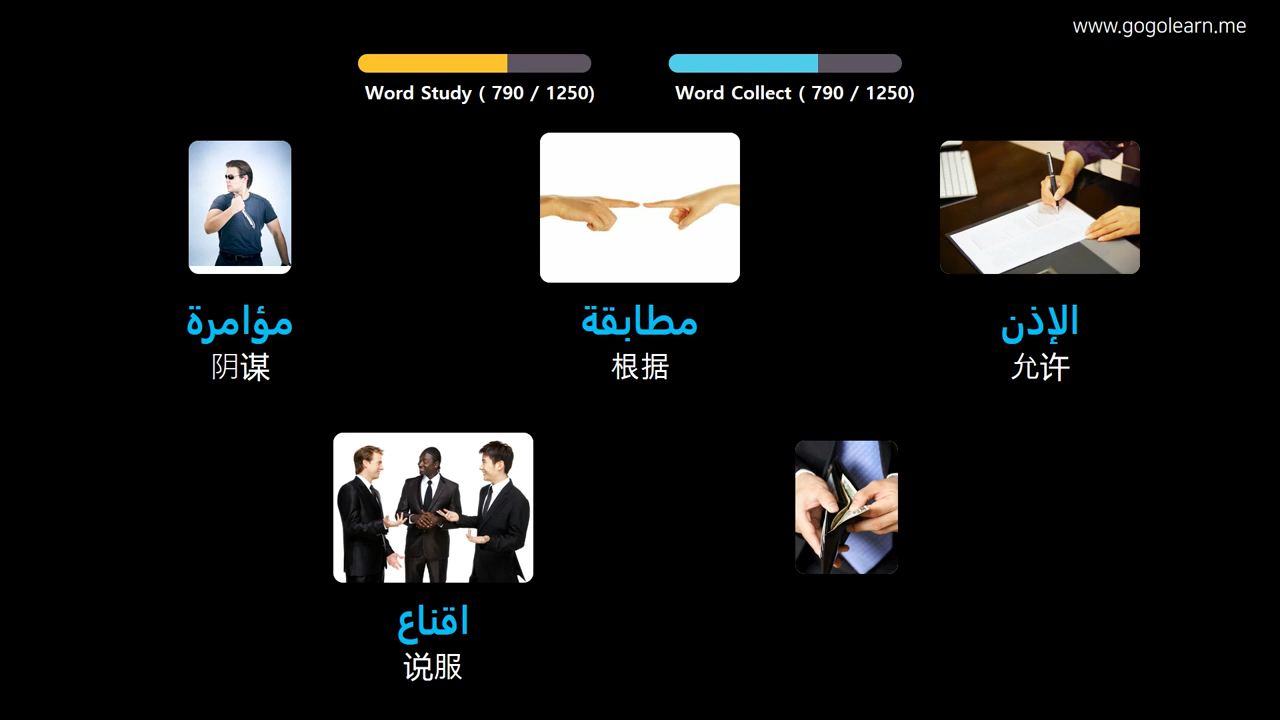 www.gogolearn.me
Word Study ( 790 / 1250)
Word Collect ( 790 / 1250)
مؤامرة
阴谋
مطابقة
根据
الإذن
允许
اقناع
说服